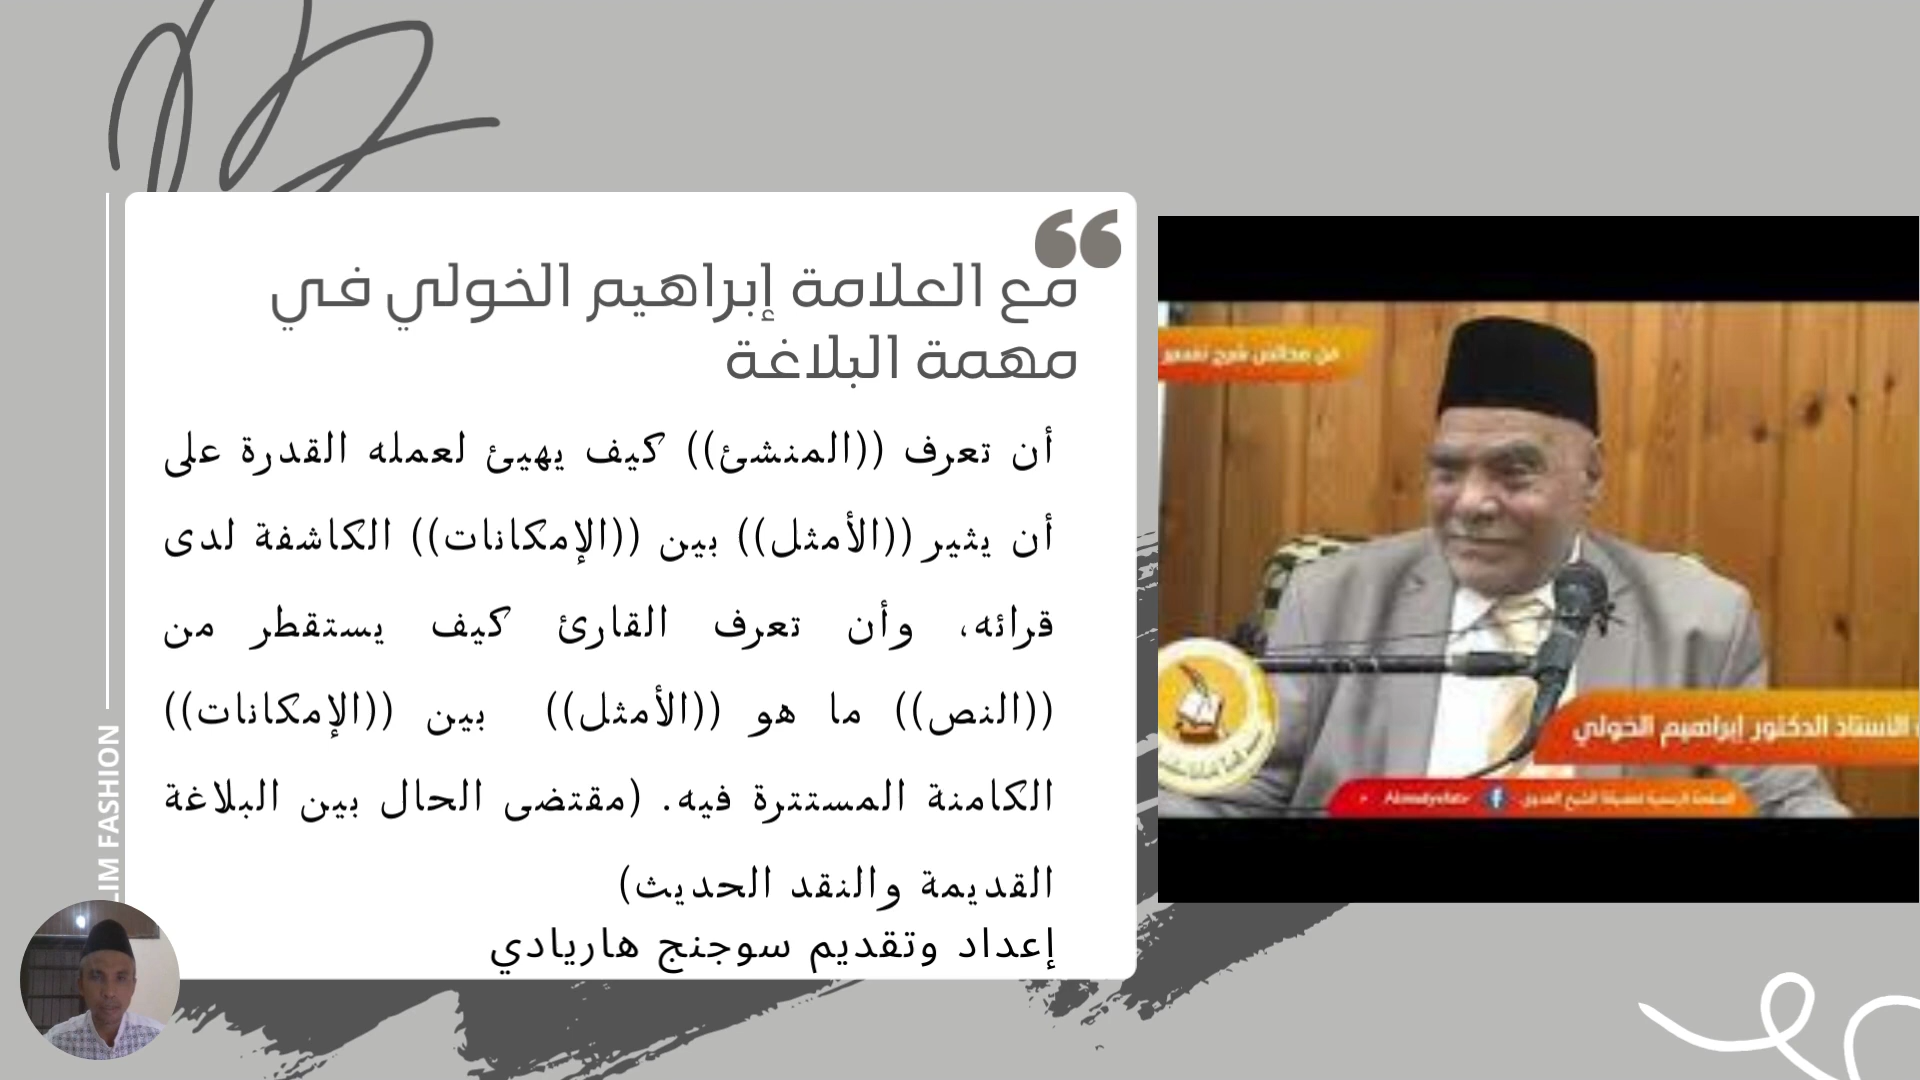 مع العلامة إبراهيم الخولي في
مهمة البلاغة
أن تعرف ((المنشئ)) كيف يهيئ لعمله القدرة على
أن يثير ((الأمثل)) بين ((الإمكانات)) الكاشفة لدى
قرائه، وأن تعرف القارئ كيف يستقطر من
((النص)) ما هو ((الأمثل)) بين ((الإمكانات))
الكامنة المستترة فيه. (مقتضى الحال بين البلاغة
القديمة والنقد الحديث)
إعداد وتقديم سوجنج هاريادي
LIM FASHION
من مجالس شرح تفسير
الاستاذ الدكتور إبراهيم الخولي